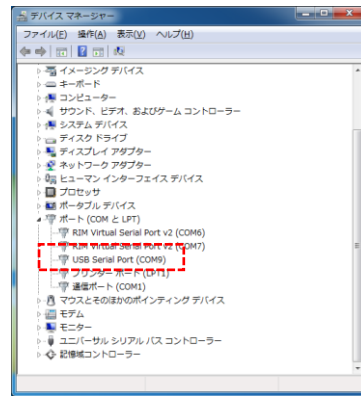 デバイス マネージャー
ファイル(F) 操作(A) 表示(V) ヘルプ(H)
イメージング デバイス
キーボード
コンピューター
サウンド、ビデオ、およびゲーム コントローラー
システム デバイス
ディスク ドライブ
ディスプレイ アダプター
ネットワーク アダプター
ヒューマン インターフェイス デバイス
プロセッサ
ポータブル デバイス
ポート (COM と LPT)
RIM Virtual Serial Port v2 (COM6)
RIM Virtual Serial Port v2 (COM7)
USB Serial Port (COM9)
プリンター ポート (LPT1)
通信ポート (COM1)
マウスとそのほかのポインティング デバイス
モデム
モニター
ユニバーサル シリアル バス コントローラー
記憶域コントローラー